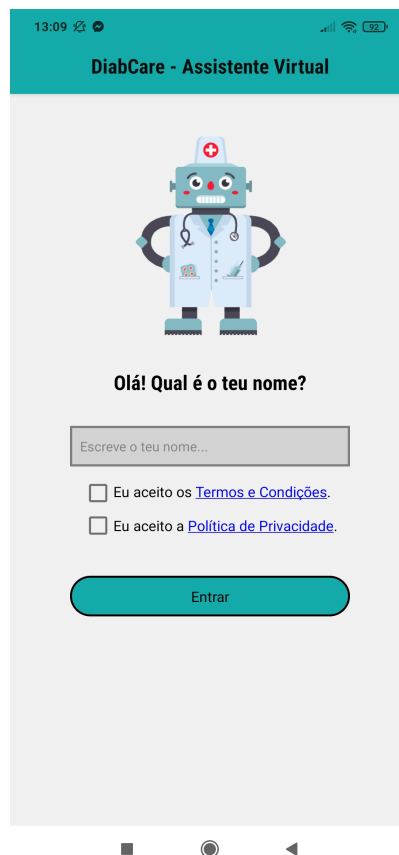 13:09
92
DiabCare - Assistente Virtual
Olá! Qual é o teu nome?
Escreve o teu nome...
Eu aceito os Termos e Condições.
Eu aceito a Política de Privacidade.
Entrar